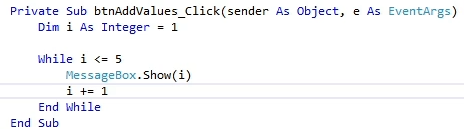 Private Sub btnAddValues_Click(sender As Object, e As EventArgs)
    Dim i As Integer = 1

    While i <= 5
        MessageBox.Show(i)
        i += 1
    End While
End Sub